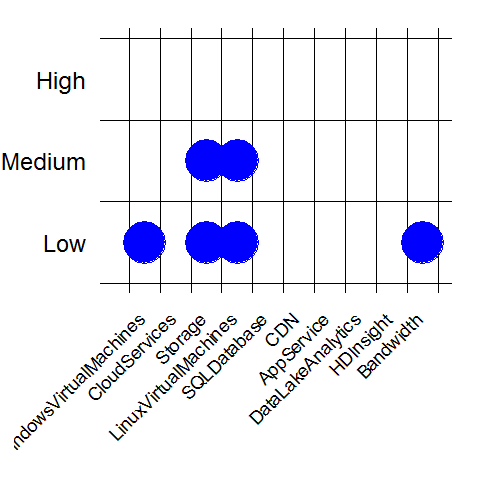 High
Medium
Low
ndowsVirtualMachines
CloudServices
Storage
LinuxVirtualMachines
SQLDatabase
CDN
AppService
DataLakeAnalytics
HDInsight
Bandwidth